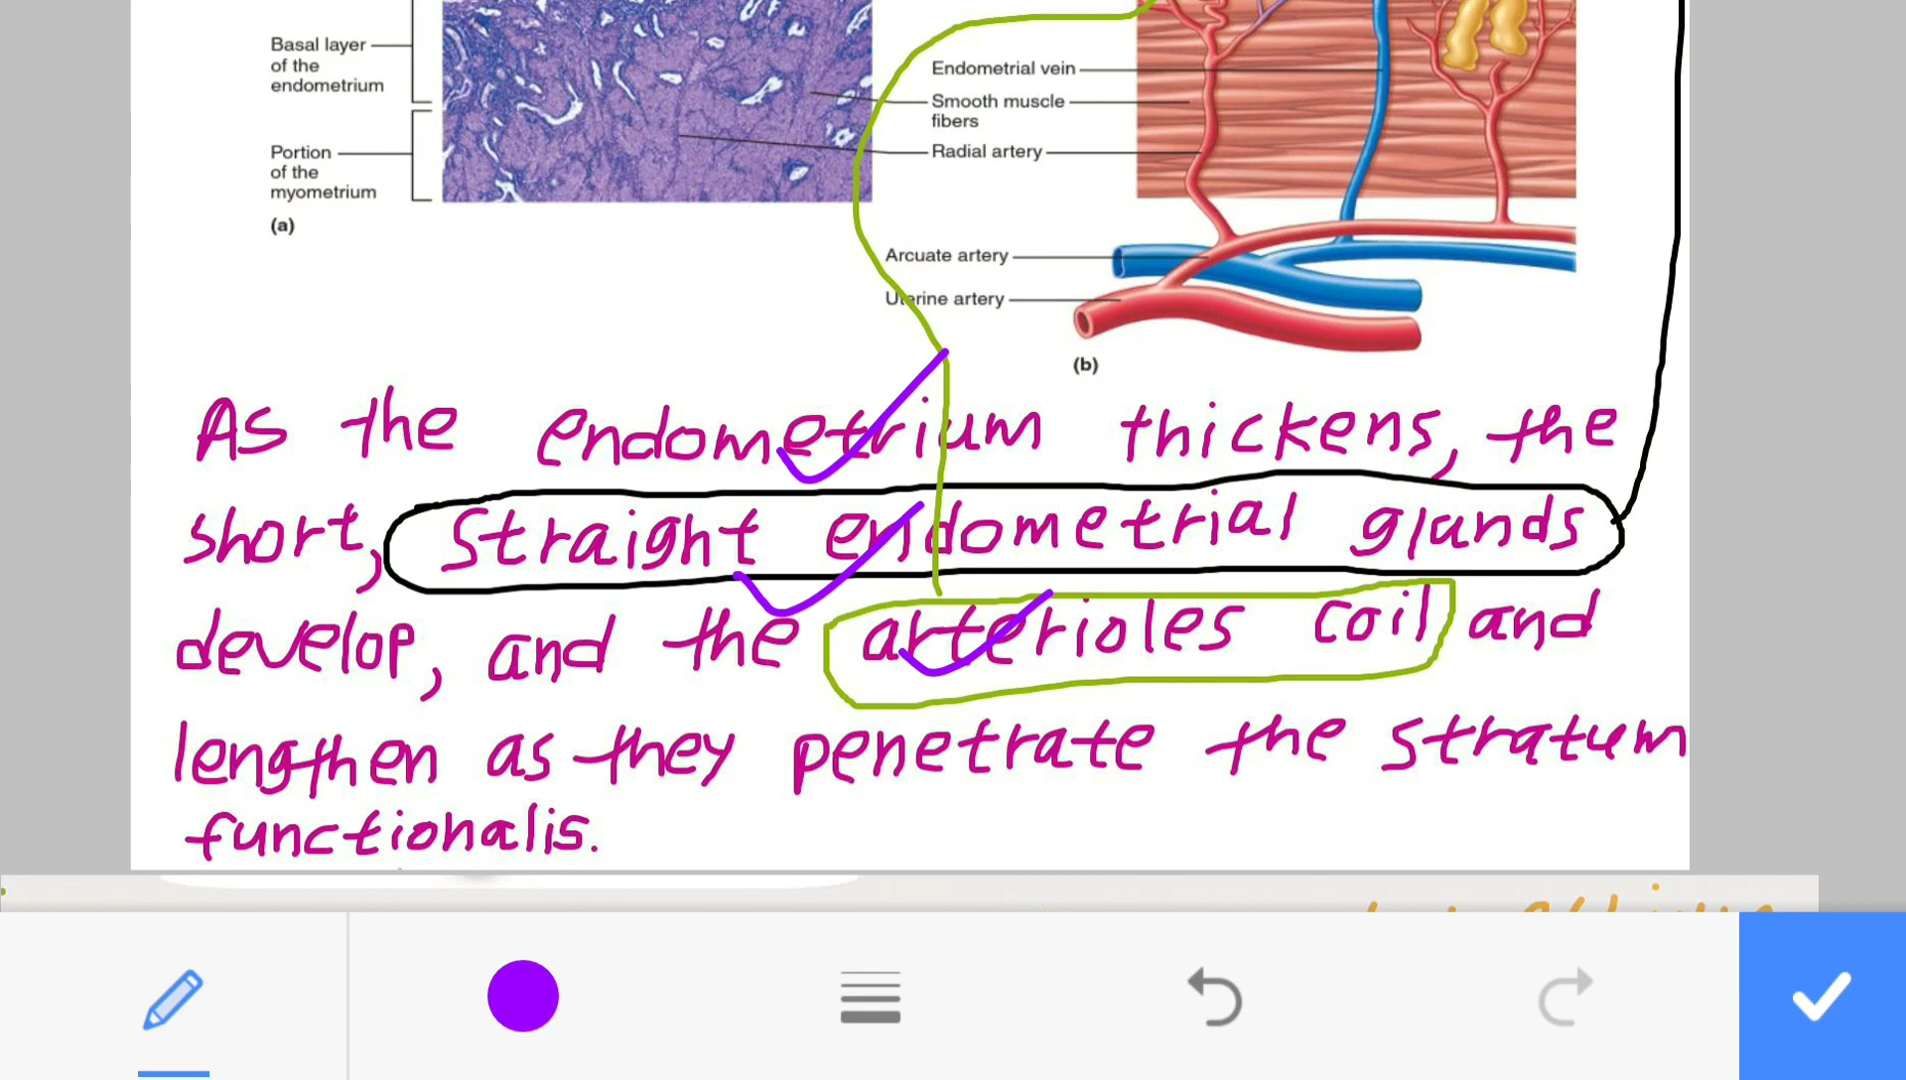 Basal layer
of the
endometrium
Portion
of the
myometrium
(a)
Endometrial vein
Smooth muscle
fibers
Radial artery
Arcuate artery
Uterine artery
(b)
As the endometrium thickens, the
short, straight endometrial glands
develop, and the arterioles coil and
lengthen as they penetrate the stratum
functionalis.